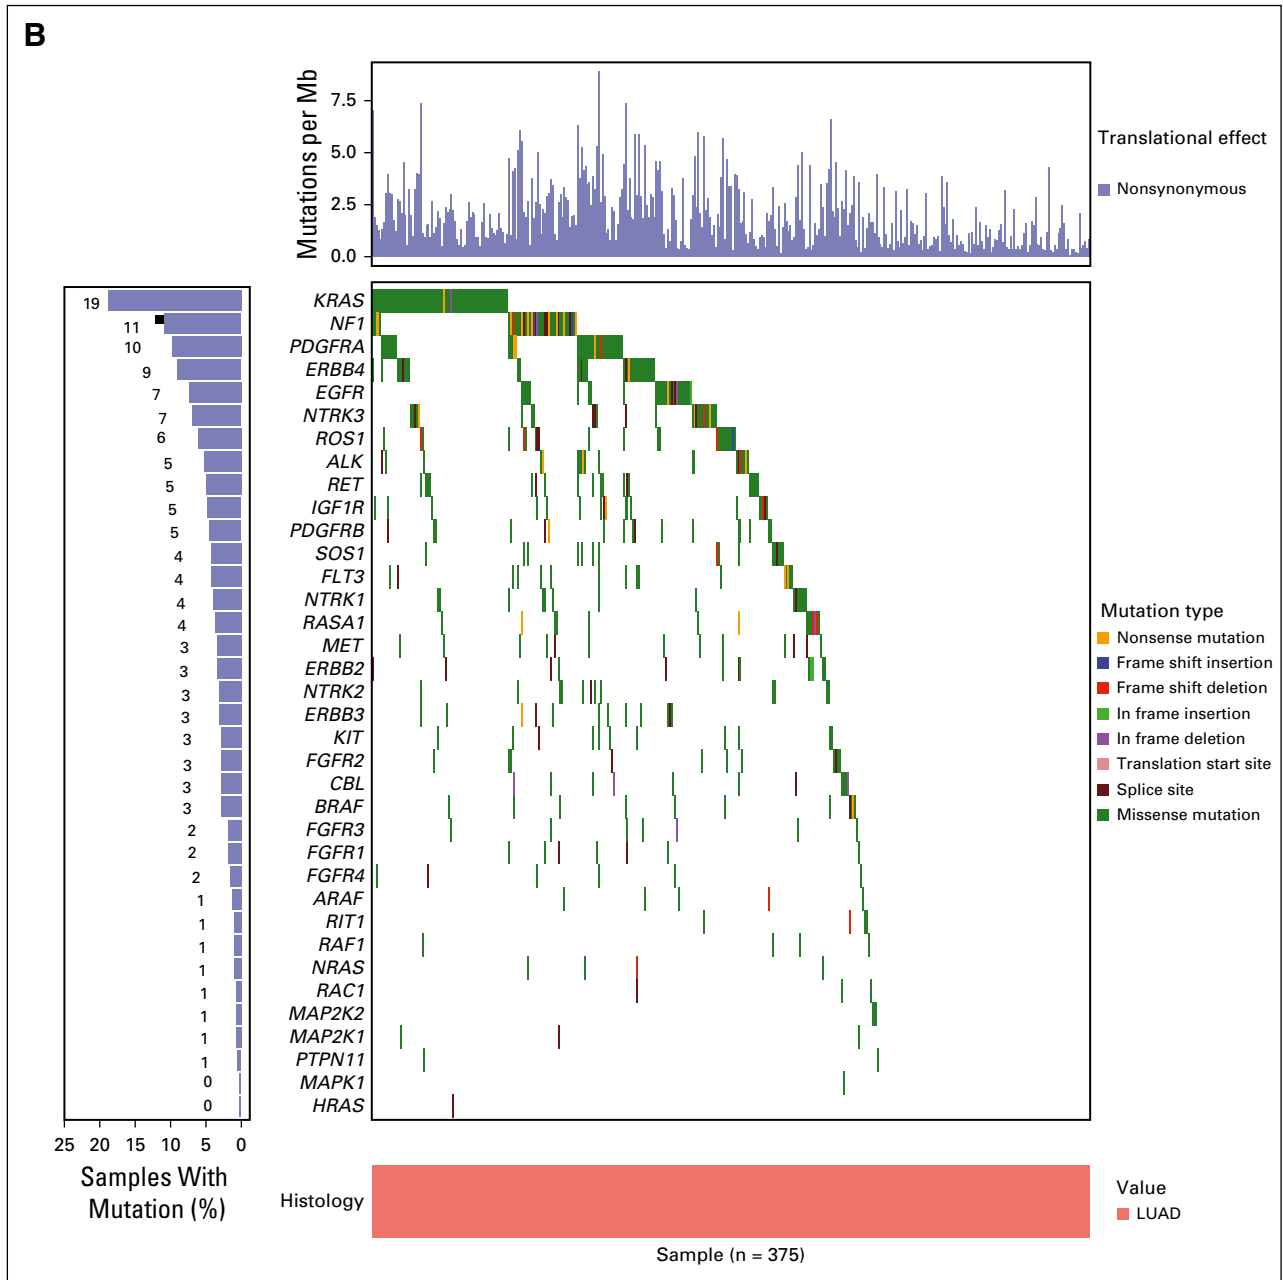 B
Mutations per Mb
7.5
5.0
2.5
0.0
Translational effect
Nonsynonymous
19 KRAS
11 NF1
10 PDGFRA
9 ERBB4
7 EGFR
7 NTRK3
6 ROS1
5 ALK
5 RET
5 IGF1R
5 PDGFRB
4 SOS1
4 FLT3
4 NTRK1
4 RASA1
3 MET
3 ERBB2
3 NTRK2
3 ERBB3
3 KIT
3 FGFR2
3 CBL
3 BRAF
2 FGFR3
2 FGFR1
2 FGFR4
1 ARAF
1 RIT1
1 RAF1
1 NRAS
1 RAC1
1 MAP2K2
1 MAP2K1
1 PTPN11
0 MAPK1
0 HRAS
Mutation type
Nonsense mutation
Frame shift insertion
Frame shift deletion
In frame insertion
In frame deletion
Translation start site
Splice site
Missense mutation
25 20 15 10 5 0
Samples With
Mutation (%)
Histology
Value
LUAD
Sample (n = 375)